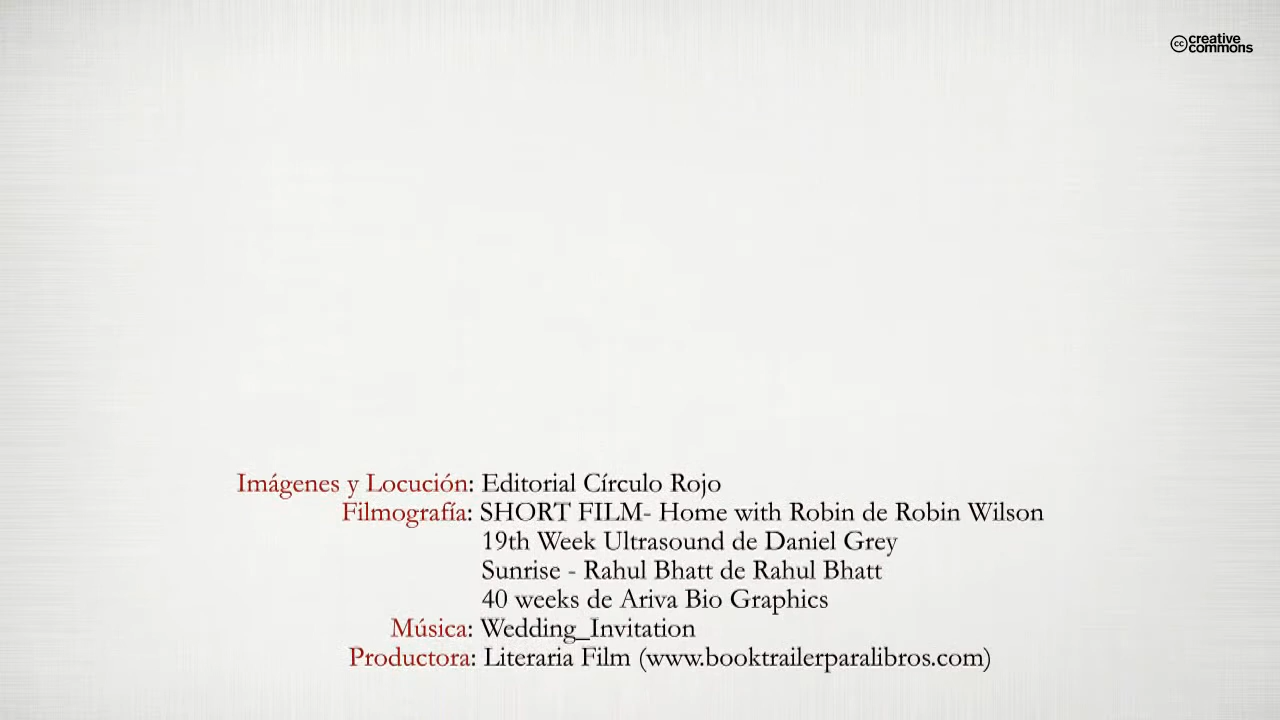 cc creative
commons
Imágenes y Locución: Editorial Círculo Rojo
Filmografía: SHORT FILM- Home with Robin de Robin Wilson
19th Week Ultrasound de Daniel Grey
Sunrise - Rahul Bhatt de Rahul Bhatt
40 weeks de Ariva Bio Graphics
Música: Wedding_Invitation
Productora: Literaria Film (www.booktrailerparalibros.com)